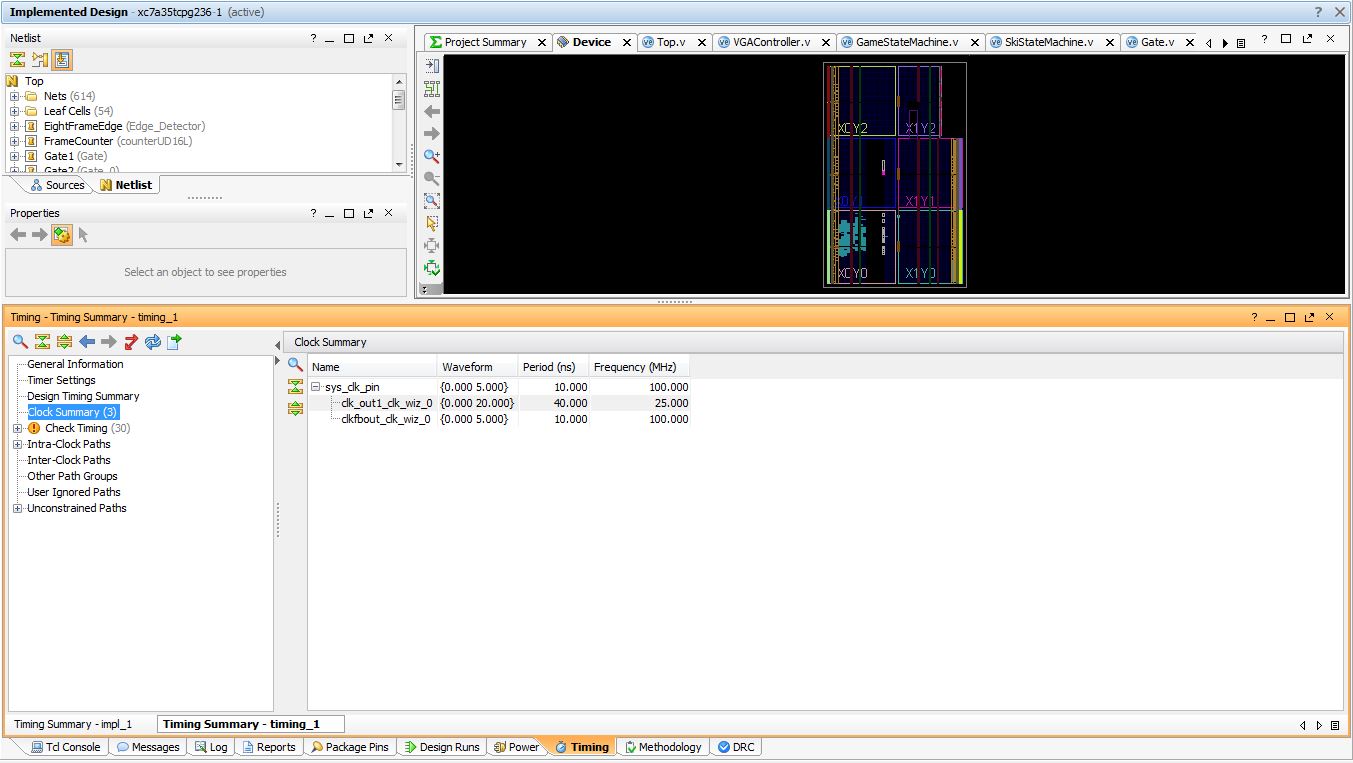 Implemented Design - xc7a35tcpg236-1 (active)
Netlist
Top
Nets (614)
Leaf Cells (54)
EightFrameEdge (Edge_Detector)
FrameCounter (counterUD16L)
Gate1 (Gate)
Gate2 (Gate_0)
Sources
Netlist
Properties
Select an object to see properties
Project Summary
Device
Top.v
VGAController.v
GameStateMachine.v
SkiStateMachine.v
Gate.v
X0Y2
X1Y2
X0Y1
X1Y1
X0Y0
X1Y0
Timing - Timing Summary - timing_1
General Information
Timer Settings
Design Timing Summary
Clock Summary (3)
Check Timing (30)
Intra-Clock Paths
Inter-Clock Paths
Other Path Groups
User Ignored Paths
Unconstrained Paths
Clock Summary
Name Waveform Period (ns) Frequency (MHz)
sys_clk_pin {0.000 5.000} 10.000 100.000
clk_out1_clk_wiz_0 {0.000 20.000} 40.000 25.000
clkfbout_clk_wiz_0 {0.000 5.000} 10.000 100.000
Timing Summary - impl_1
Timing Summary - timing_1
Tcl Console
Messages
Log
Reports
Package Pins
Design Runs
Power
Timing
Methodology
DRC